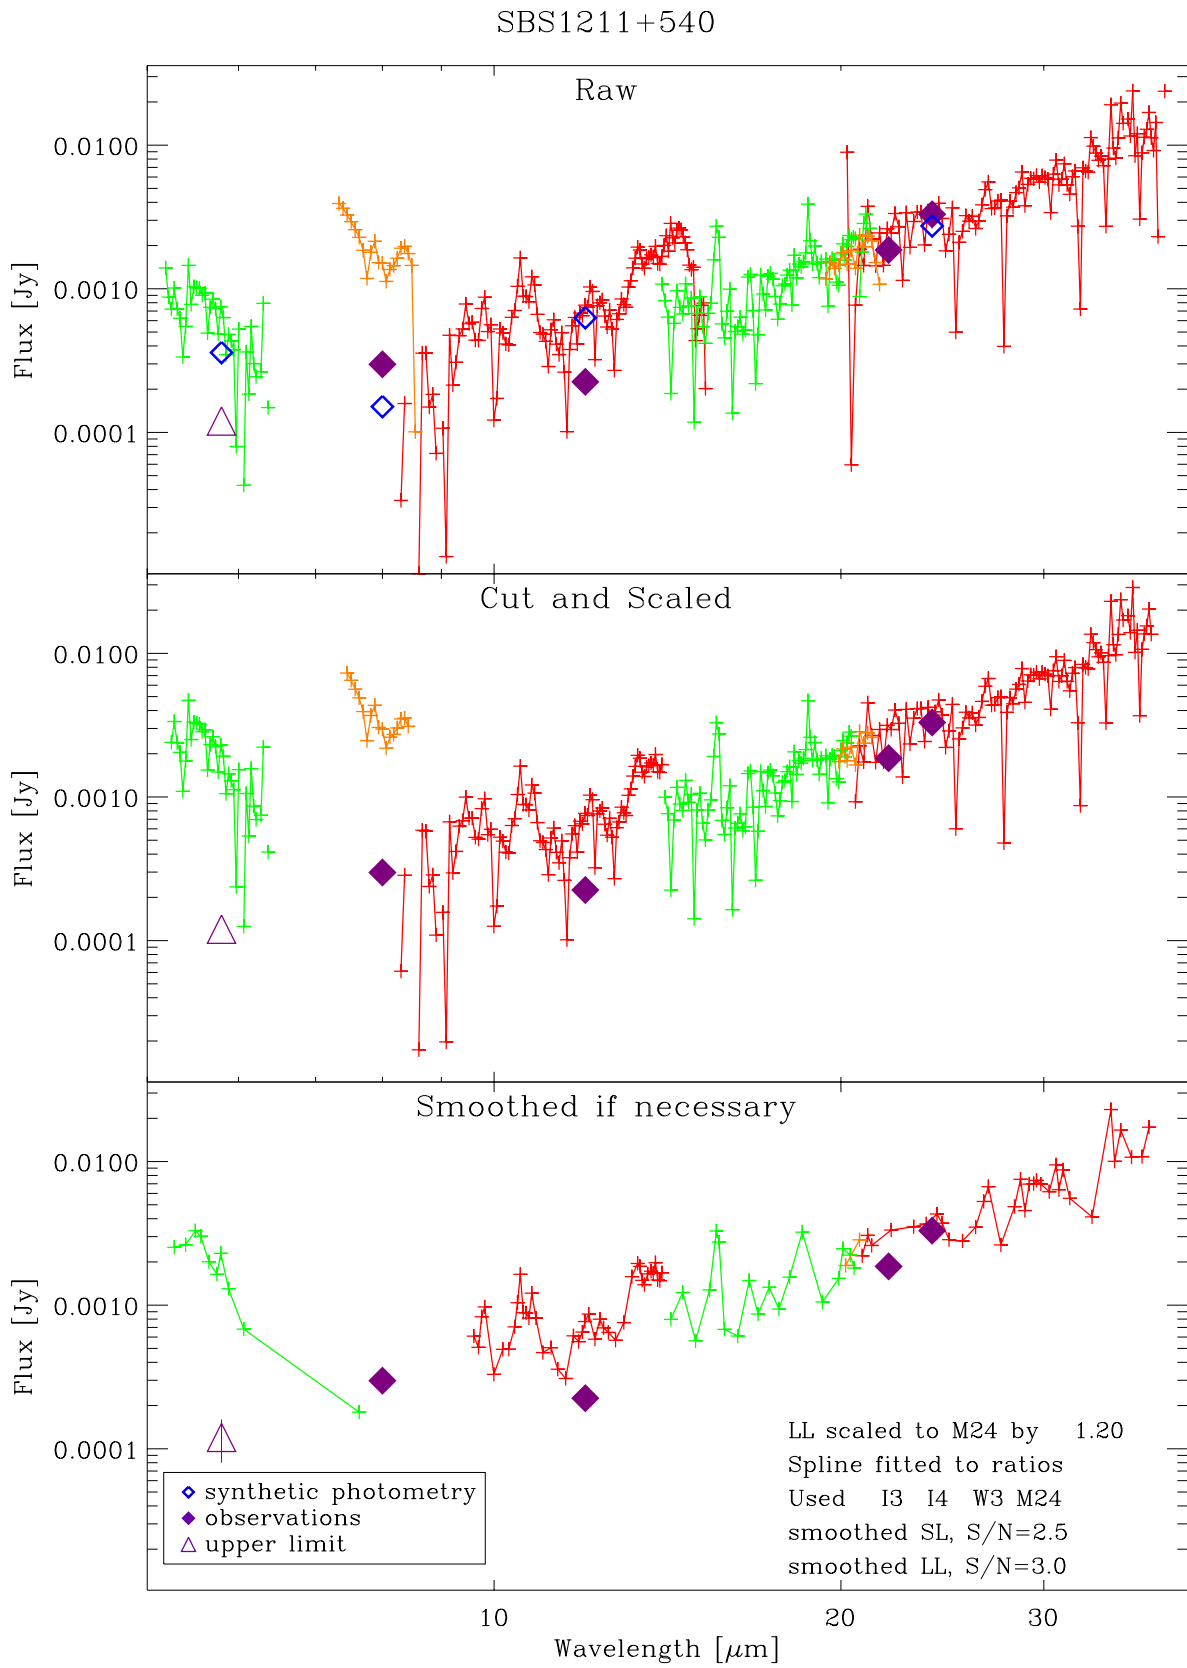 SBS1211+540
Raw
0.0100
0.0010
0.0001
Flux [Jy]
Cut and Scaled
0.0100
0.0010
0.0001
Flux [Jy]
Smoothed if necessary
0.0100
0.0010
0.0001
Flux [Jy]
LL scaled to M24 by 1.20
Spline fitted to ratios
Used I3 I4 W3 M24
smoothed SL, S/N=2.5
smoothed LL, S/N=3.0
synthetic photometry
observations
upper limit
10 20 30
Wavelength [μm]